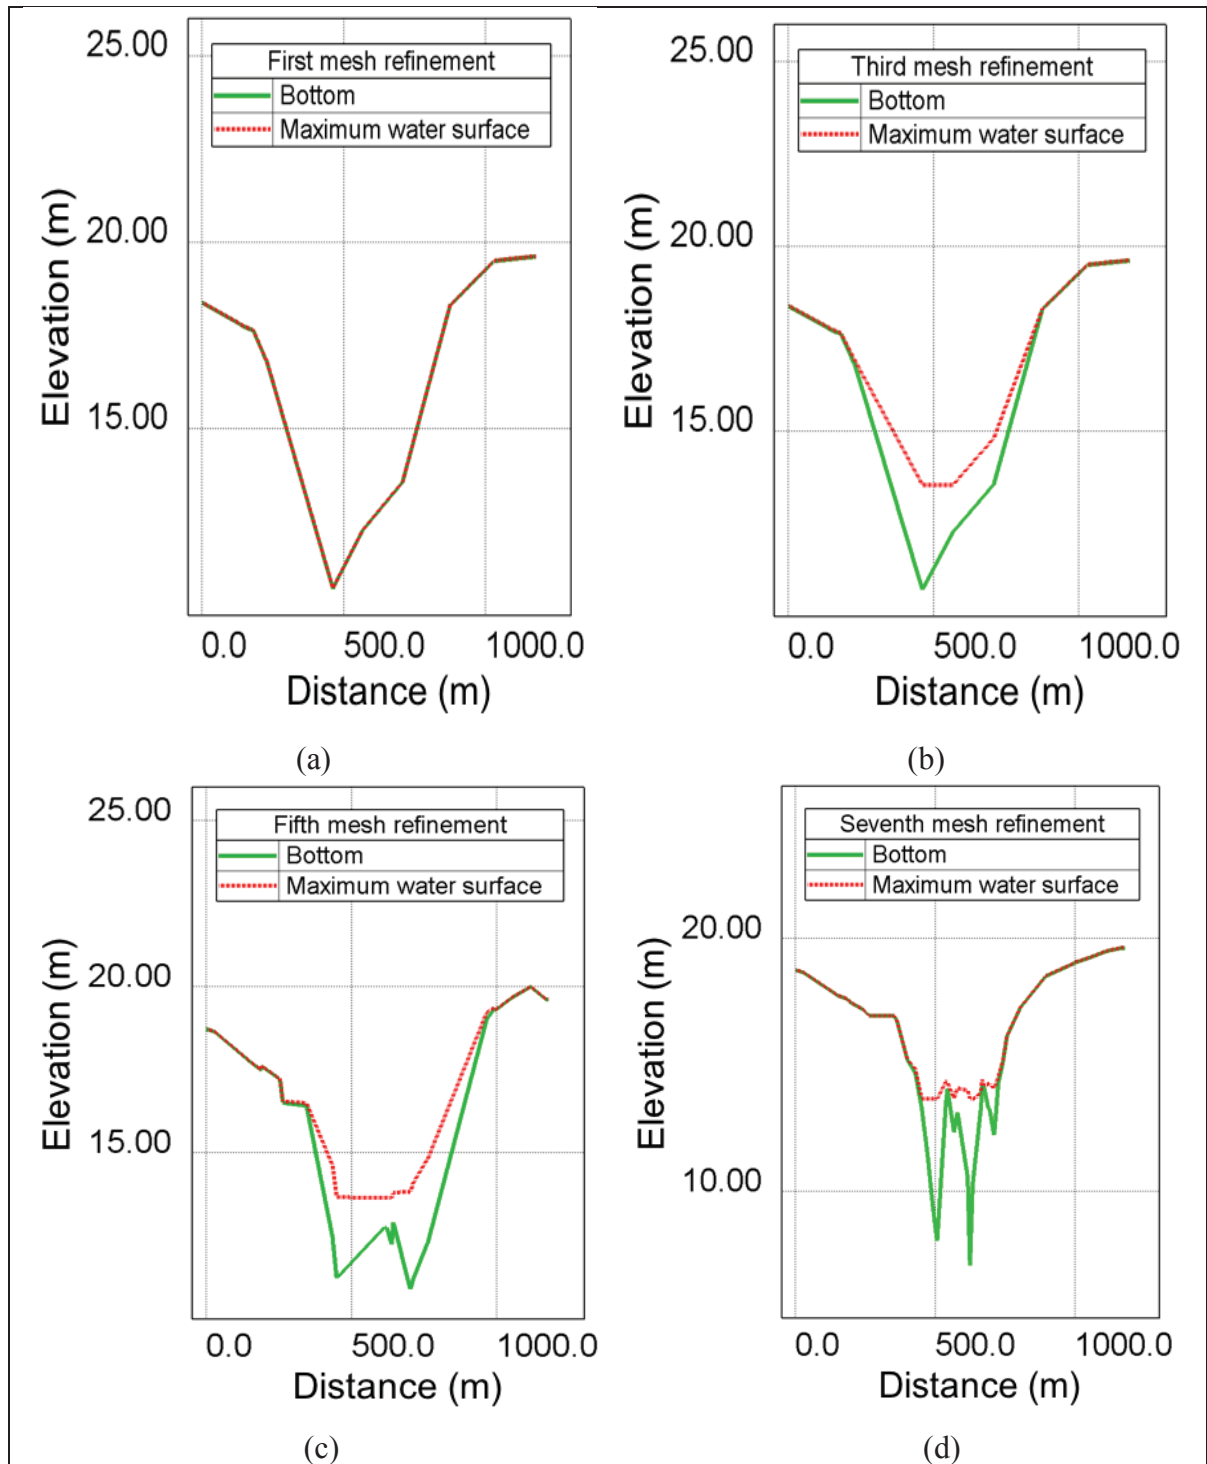 25.00
First mesh refinement
Bottom
Maximum water surface
20.00
15.00
Elevation (m)
0.0 500.0 1000.0
Distance (m)
(a)
25.00
Third mesh refinement
Bottom
Maximum water surface
20.00
15.00
Elevation (m)
0.0 500.0 1000.0
Distance (m)
(b)
25.00
Fifth mesh refinement
Bottom
Maximum water surface
20.00
15.00
Elevation (m)
0.0 500.0 1000.0
Distance (m)
(c)
Seventh mesh refinement
Bottom
Maximum water surface
20.00
10.00
Elevation (m)
0.0 500.0 1000.0
Distance (m)
(d)